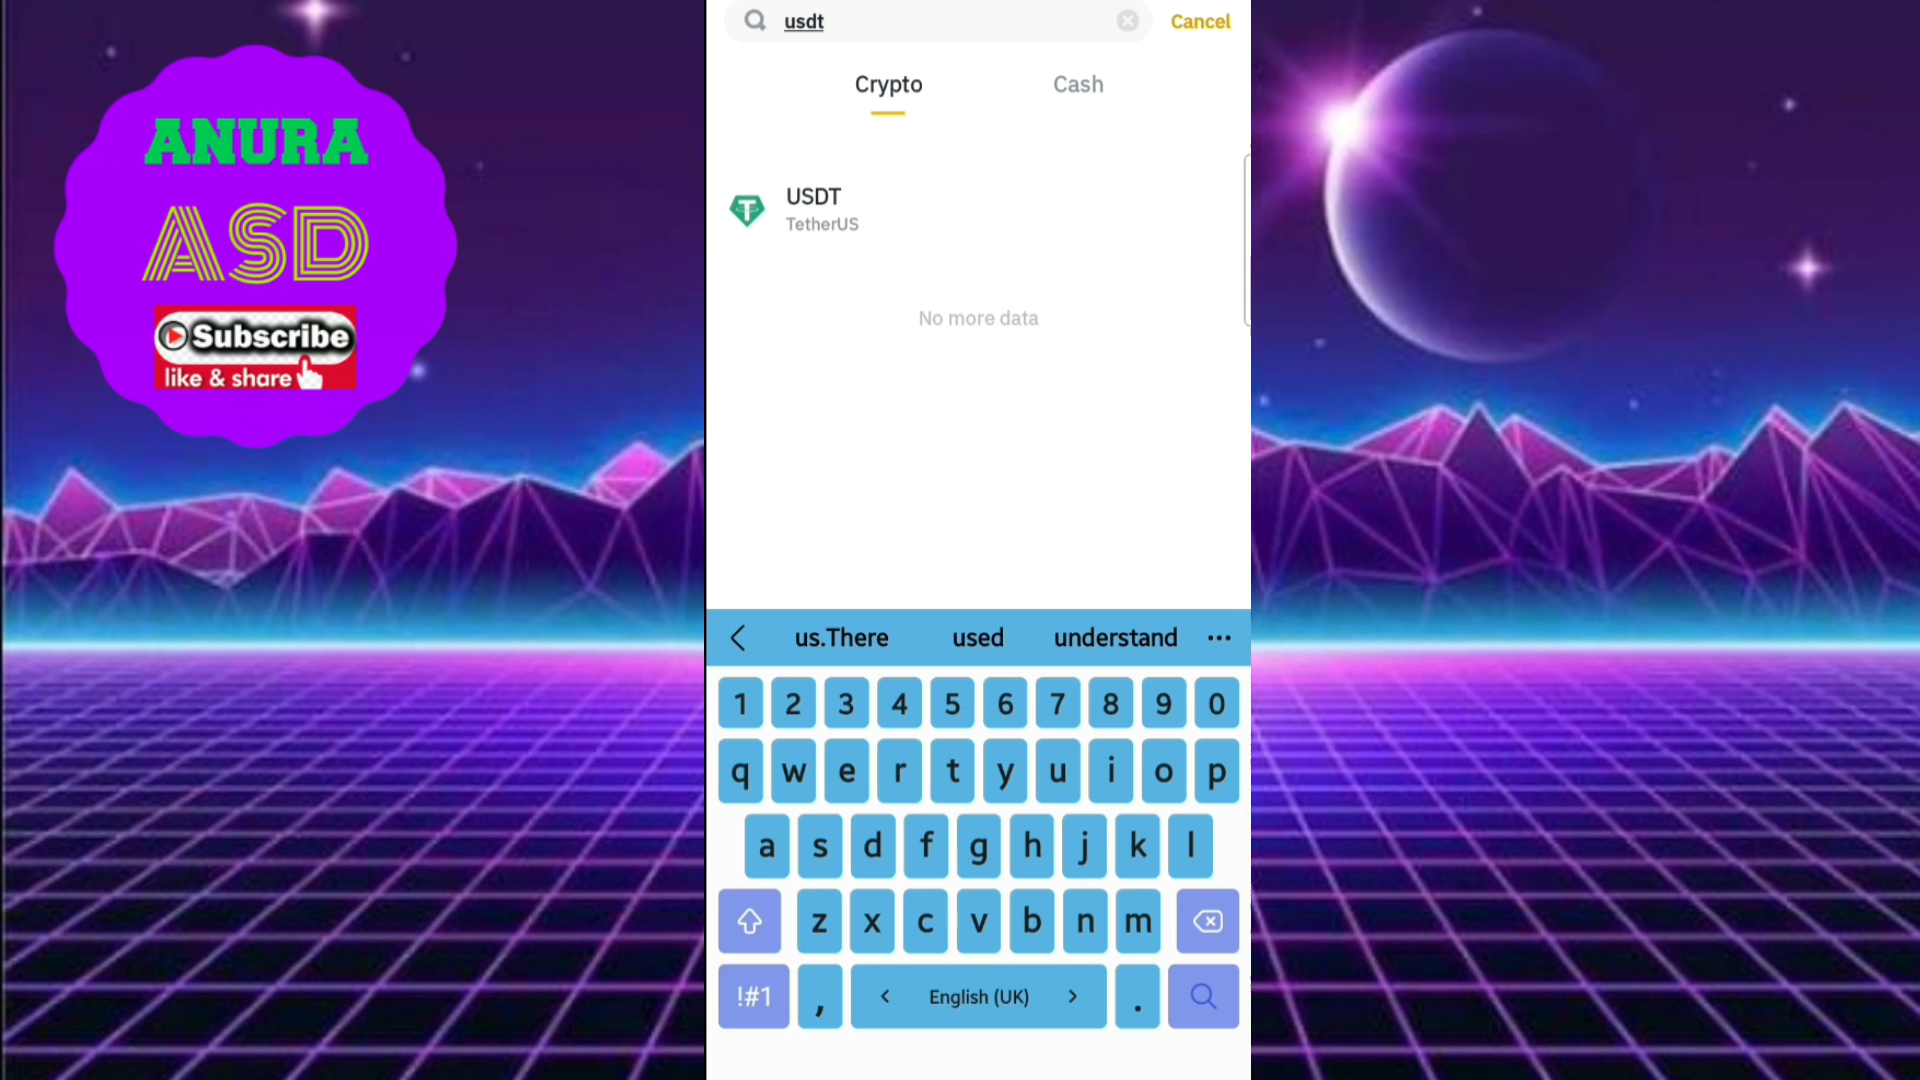 ANURA
ASD
Subscribe
like & share
usdt
Cancel
Crypto
Cash
USDT
TetherUS
No more data
us.There
used
understand
1 2 3 4 5 6 7 8 9 0
q w e r t y u i o p
a s d f g h j k l
z x c v b n m
!#1
,
English (UK)
.